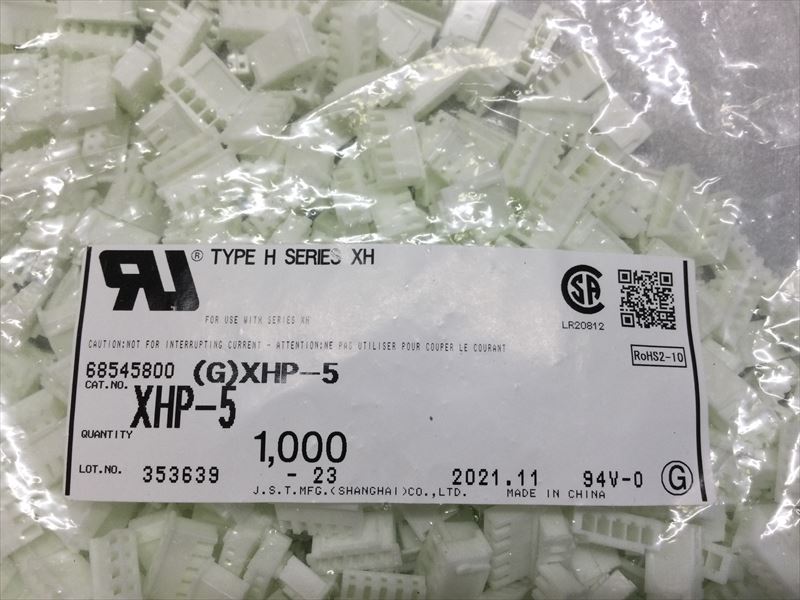 RU® TYPE H SERIES XH
FOR USE WITH SERIES XH
CSA
LR20812
CAUTION:NOT FOR INTERRUPTING CURRENT - ATTENTION:NE PAS UTILISER POUR COUPER LE COURANT
RoHS2-10
68545800 (G)XHP-5
CAT.NO. XHP-5
QUANTITY 1,000
LOT.NO. 353639 - 23 2021.11 94V-0 G
J.S.T.MFG.(SHANGHAI)CO.,LTD. MADE IN CHINA